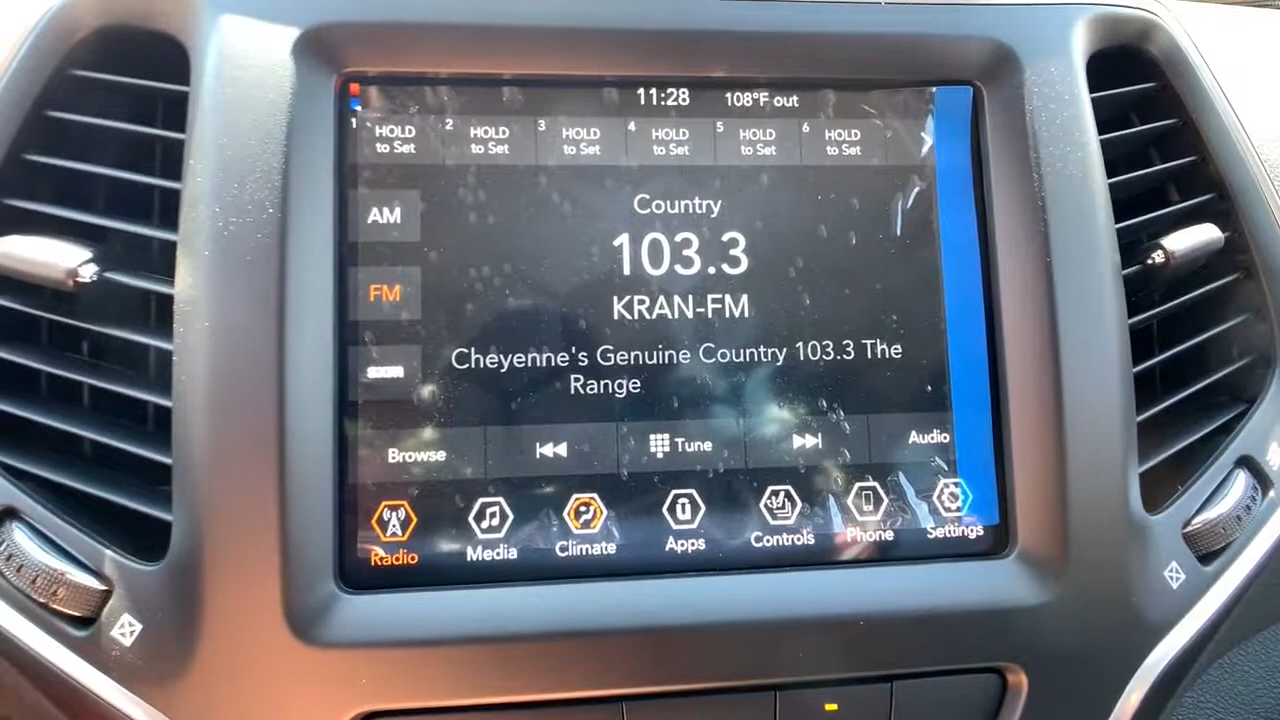 11:28 108°F out
1 HOLD to Set
2 HOLD to Set
3 HOLD to Set
4 HOLD to Set
5 HOLD to Set
6 HOLD to Set
AM
FM
sxm
Country
103.3
KRAN-FM
Cheyenne's Genuine Country 103.3 The
Range
Browse Tune Audio
Radio Media Climate Apps Controls Phone Settings